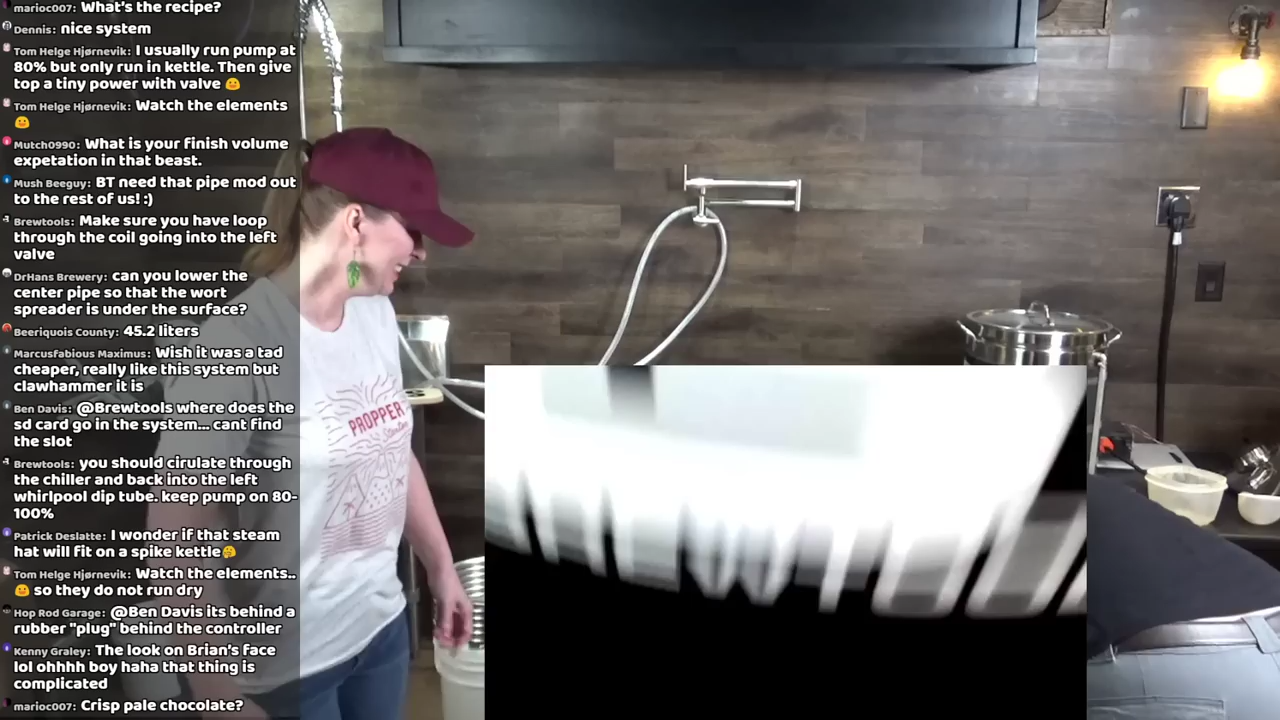 marioc007: What's the recipe?
Dennis: nice system
Tom Helge Hjørnevik: I usually run pump at
80% but only run in kettle. Then give
top a tiny power with valve
Tom Helge Hjørnevik: Watch the elements
Mutch0990: What is your finish volume
expetation in that beast.
Mush Beeguy: BT need that pipe mod out
to the rest of us! :)
Brewtools: Make sure you have loop
through the coil going into the left
valve
DrHans Brewery: can you lower the
center pipe so that the wort
spreader is under the surface?
Beeriquois County: 45.2 liters
Marcusfabious Maximus: Wish it was a tad
cheaper, really like this system but
clawhammer it is
Ben Davis: @Brewtools where does the
sd card go in the system... cant find
the slot
Brewtools: you should cirulate through
the chiller and back into the left
whirlpool dip tube. keep pump on 80-
100%
Patrick Deslatte: I wonder if that steam
hat will fit on a spike kettle
Tom Helge Hjørnevik: Watch the elements..
so they do not run dry
Hop Rod Garage: @Ben Davis its behind a
rubber "plug" behind the controller
Kenny Graley: The look on Brian's face
lol ohhhh boy haha that thing is
complicated
marioc007: Crisp pale chocolate?
PROPPER